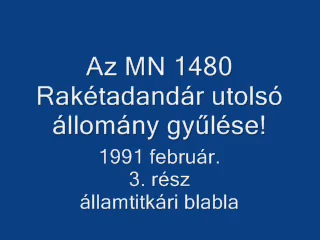 Az MN 1480
Rakétadandár utolsó
állomány gyűlése!
1991 február.
3. rész
államtitkári blabla